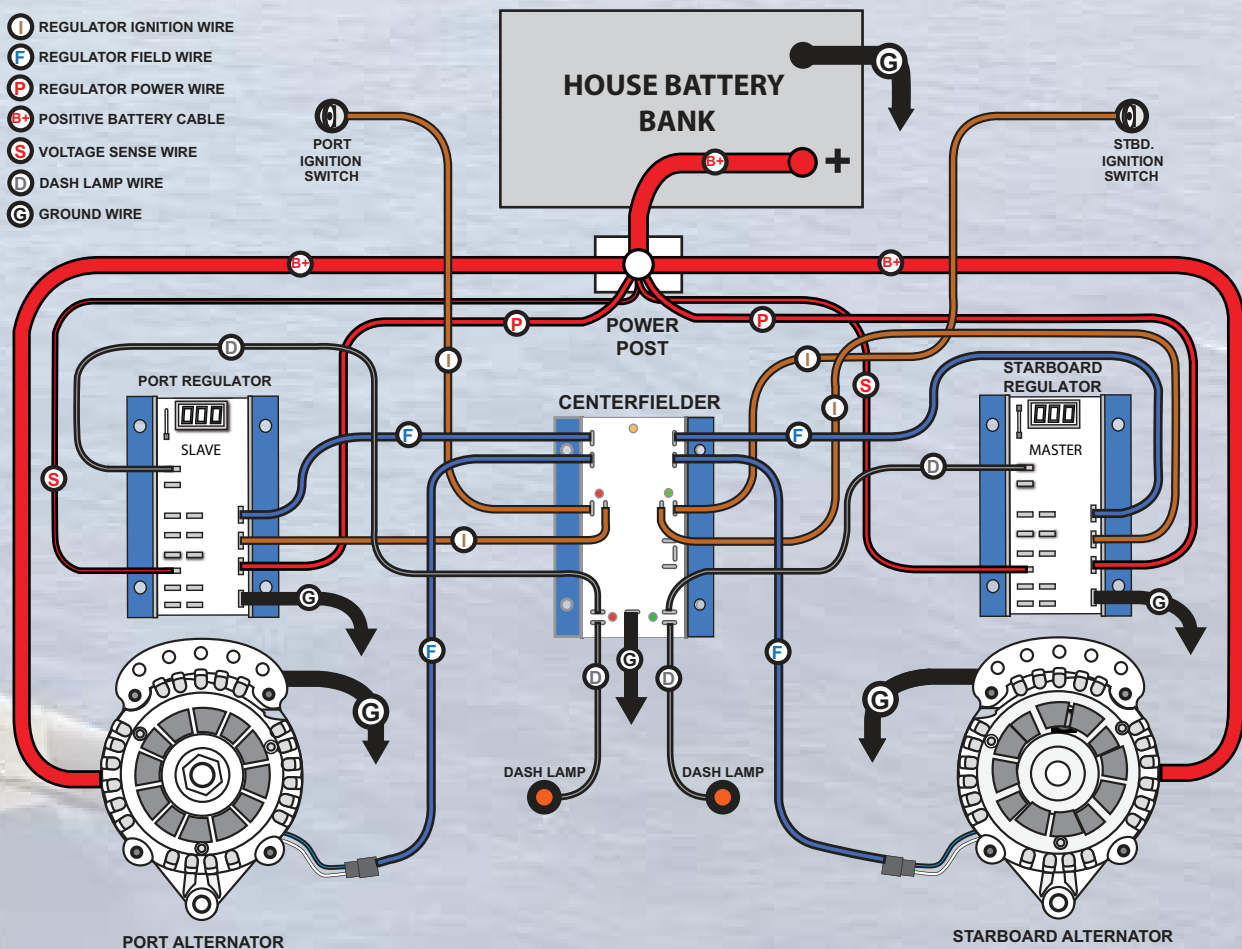 I REGULATOR IGNITION WIRE
F REGULATOR FIELD WIRE
P REGULATOR POWER WIRE
B+ POSITIVE BATTERY CABLE
S VOLTAGE SENSE WIRE
D DASH LAMP WIRE
G GROUND WIRE
HOUSE BATTERY
BANK
G
B+
+
PORT
IGNITION
SWITCH
STBD.
IGNITION
SWITCH
B+
B+
POWER
POST
P
P
D
I
I
S
I
PORT REGULATOR
000
SLAVE
CENTERFIELDER
STARBOARD
REGULATOR
000
MASTER
F
F
D
S
I
G
G
G
F
F
D
D
G
G
DASH LAMP
DASH LAMP
PORT ALTERNATOR
STARBOARD ALTERNATOR